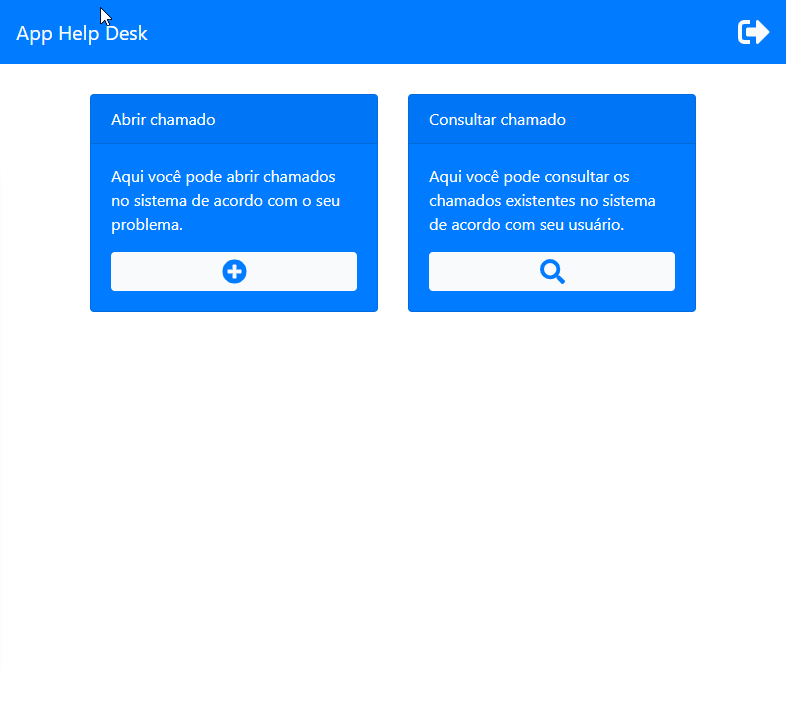 App Help Desk
Abrir chamado
Aqui você pode abrir chamados
no sistema de acordo com o seu
problema.
Consultar chamado
Aqui você pode consultar os
chamados existentes no sistema
de acordo com seu usuário.